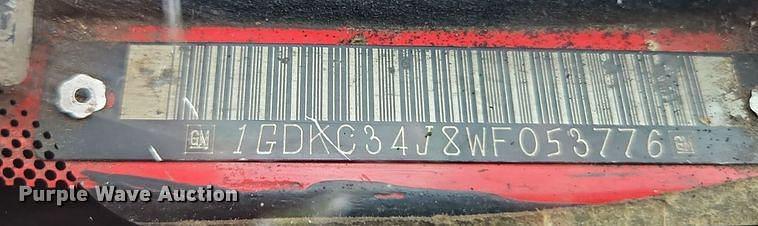 GM 1GDKC34J8WF053776 GM
Purple Wave Auction